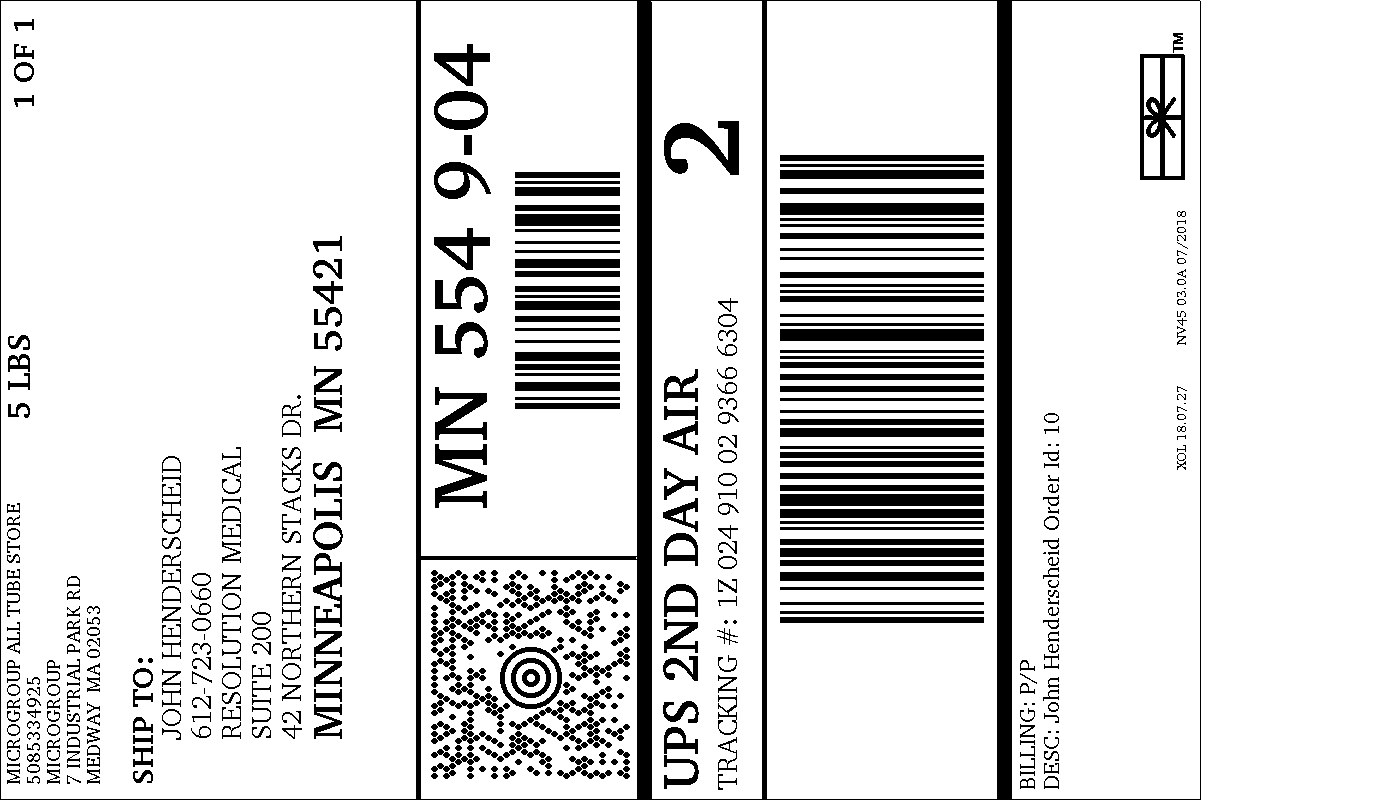 MICROGROUP ALL TUBE STORE 5 LBS 1 OF 1
5085334925
MICROGROUP
7 INDUSTRIAL PARK RD
MEDWAY MA 02053
SHIP TO:
JOHN HENDERSCHEID
612-723-0660
RESOLUTION MEDICAL
SUITE 200
42 NORTHERN STACKS DR.
MINNEAPOLIS MN 55421
MN 554 9-04
UPS 2ND DAY AIR 2
TRACKING #: 1Z 024 910 02 9366 6304
BILLING: P/P
DESC: John Henderscheid Order Id.: 10
XOL 18.07.27 NV45 03.0A 07/2018
TM